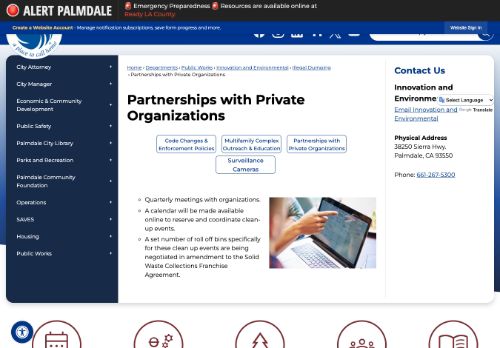 ALERT PALMDALE
🚨 Emergency Preparedness 🚨 Resources are available online at
Ready LA County.
Create a Website Account - Manage notification subscriptions, save form progress and more.
Website Sign In
a place to call home
City Attorney
City Manager
Economic & Community
Development
Public Safety
Palmdale City Library
Parks and Recreation
Palmdale Community
Foundation
Operations
SAVES
Housing
Public Works
Home › Departments › Public Works › Innovation and Environmental › Illegal Dumping
› Partnerships with Private Organizations
Partnerships with Private
Organizations
Code Changes &
Enforcement Policies
Multifamily Complex
Outreach & Education
Partnerships with
Private Organizations
Surveillance
Cameras
Quarterly meetings with organizations.
A calendar will be made available
online to reserve and coordinate clean-
up events.
A set number of roll off bins specifically
for these clean up events are being
negotiated in amendment to the Solid
Waste Collections Franchise
Agreement.
Contact Us
Innovation and
Environme
Select Language
Email Innovation and
Environmental
Google Translate
Physical Address
38250 Sierra Hwy.
Palmdale, CA 93550
Phone: 661-267-5300